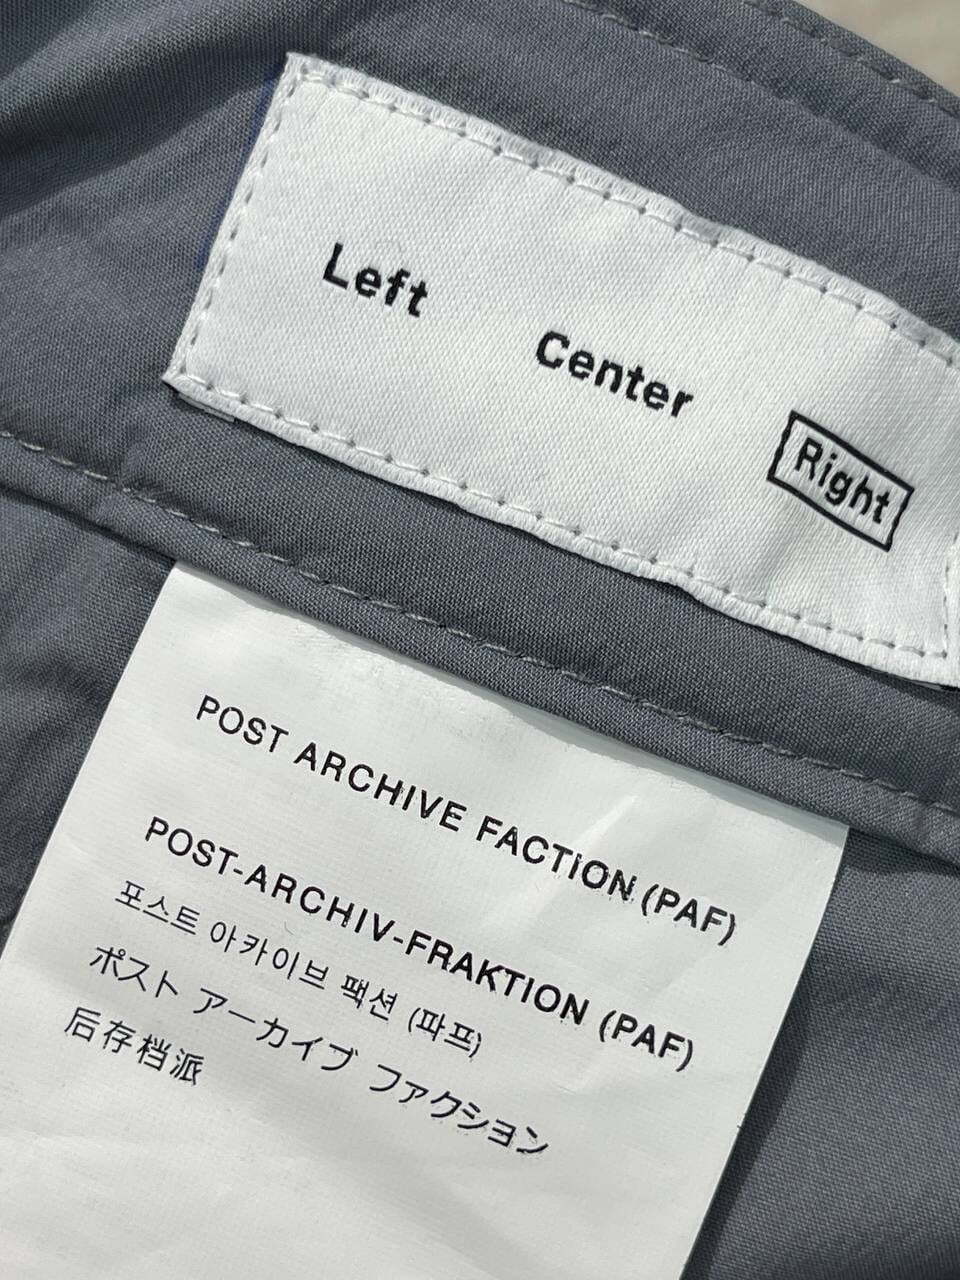 Left
Center
Right
POST ARCHIVE FACTION (PAF)
POST-ARCHIV-FRAKTION (PAF)
포스트 아카이브 팩션 (파프)
ポスト アーカイブ ファクション
后存档派